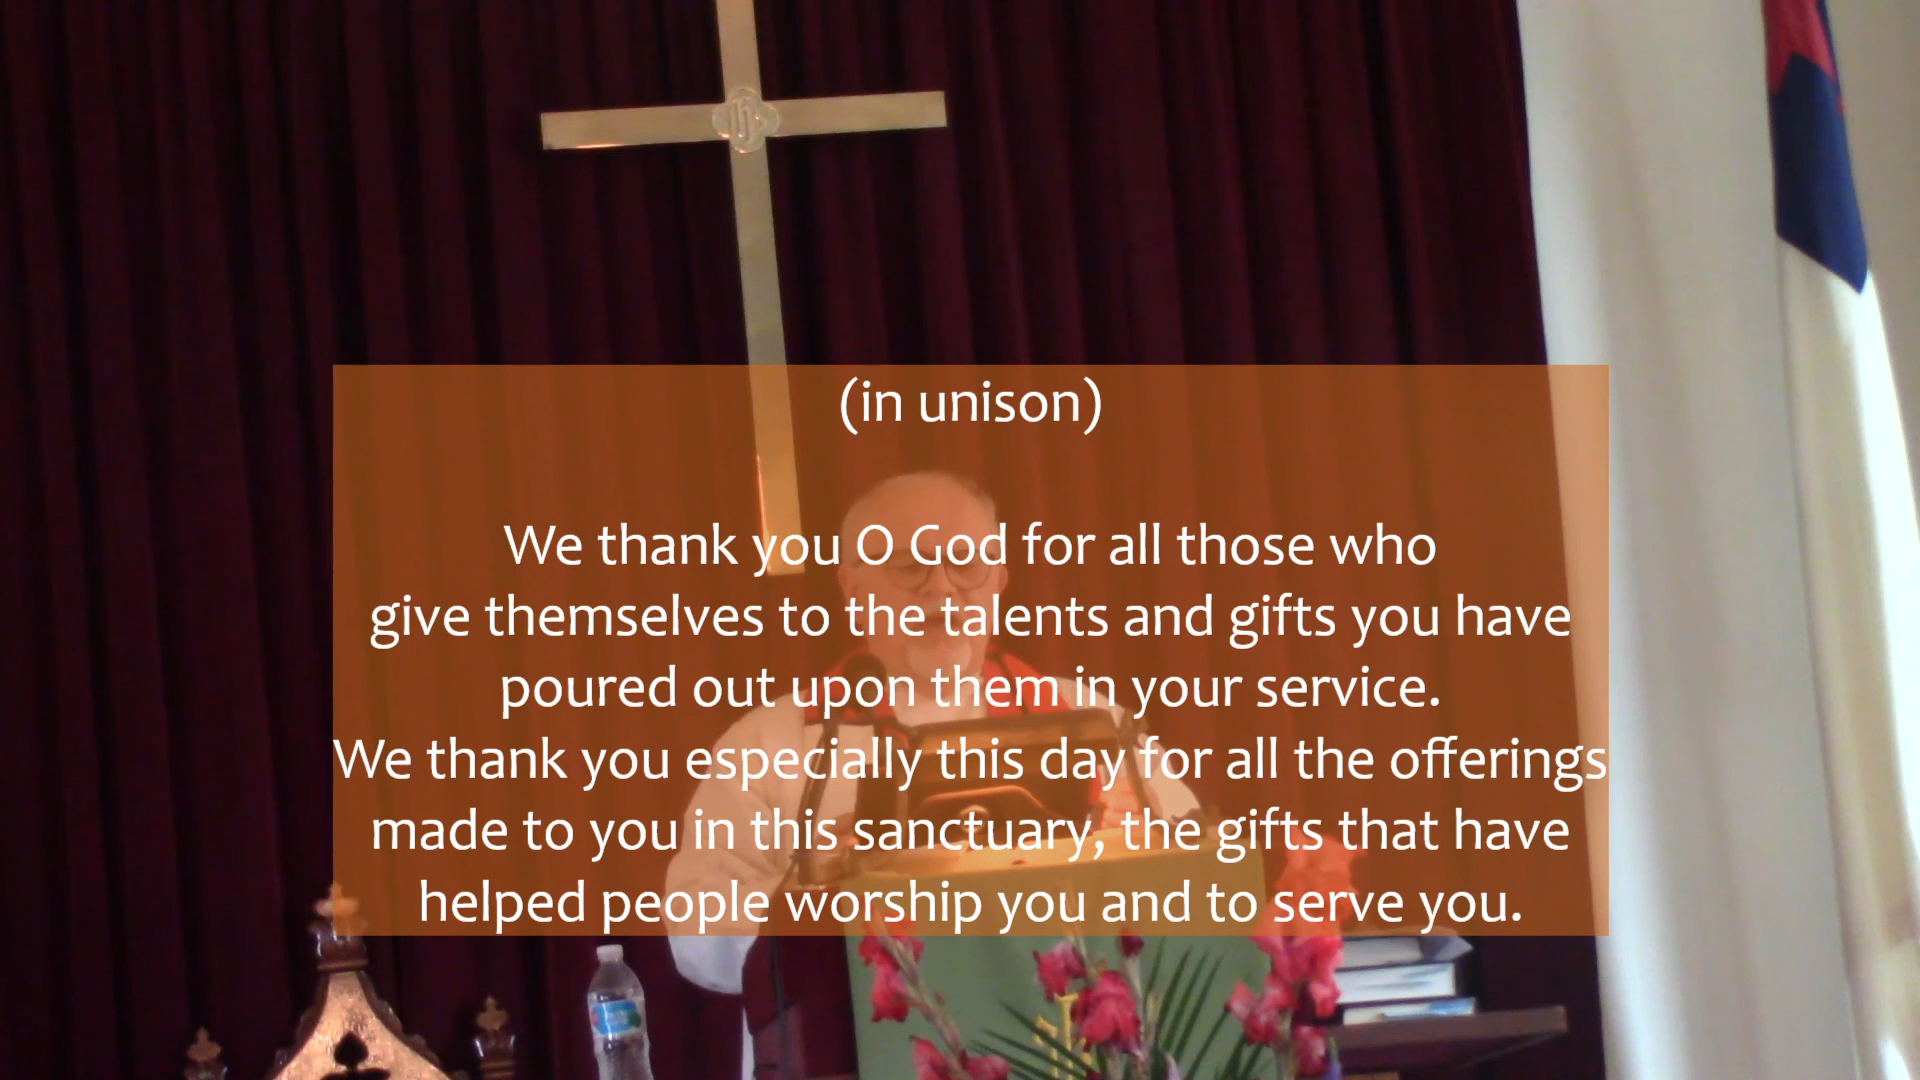 (in unison)
We thank you O God for all those who
give themselves to the talents and gifts you have
poured out upon them in your service.
We thank you especially this day for all the offerings
made to you in this sanctuary, the gifts that have
helped people worship you and to serve you.